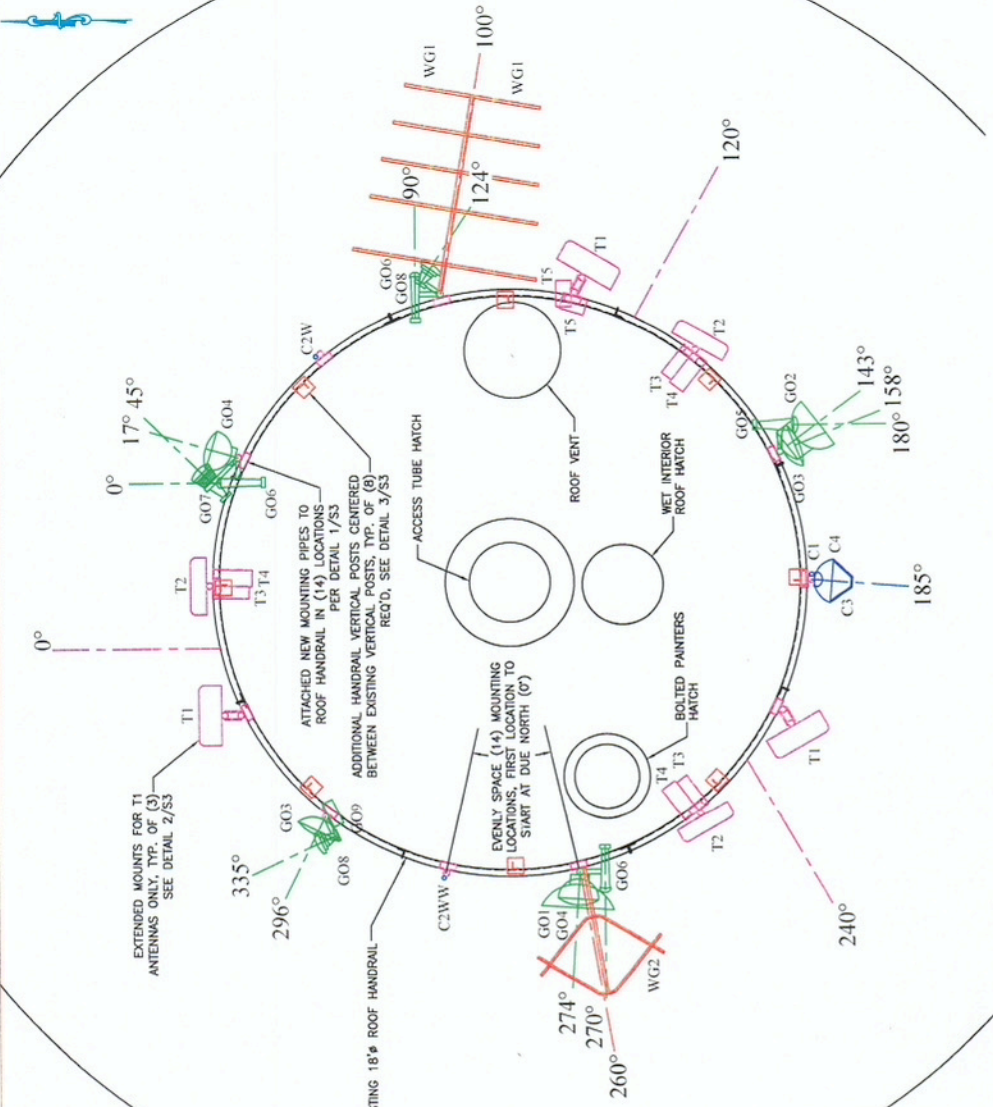 100°
WG1
WG1
90°
124°
GO6
GO8
120°
T1
T5
T5
C2W
17° 45°
GO4
0°
GO7
GO6
T2
T3
T4
0°
T1
T2
T3
T4
ROOF VENT
ACCESS TUBE HATCH
WET INTERIOR
ROOF HATCH
ATTACHED NEW MOUNTING PIPES TO
ROOF HANDRAIL IN (14) LOCATIONS
PER DETAIL 1/S3
ADDITIONAL HANDRAIL VERTICAL POSTS CENTERED
BETWEEN EXISTING VERTICAL POSTS, TYP. OF (8)
REQ'D, SEE DETAIL 3/S3
EXTENDED MOUNTS FOR T1
ANTENNAS ONLY, TYP. OF (3)
SEE DETAIL 2/S3
GO5
GO2
143°
158°
180°
GO3
C1
C4
C3
185°
BOLTED PAINTERS
HATCH
EVENLY SPACE (14) MOUNTING
LOCATIONS, FIRST LOCATION TO
START AT DUE NORTH (0°)
335°
296°
GO3
GO9
GO8
C2WW
STING 18'ø ROOF HANDRAIL
T4
T3
T2
T1
240°
GO1
GO4
GO6
WG2
274°
270°
260°